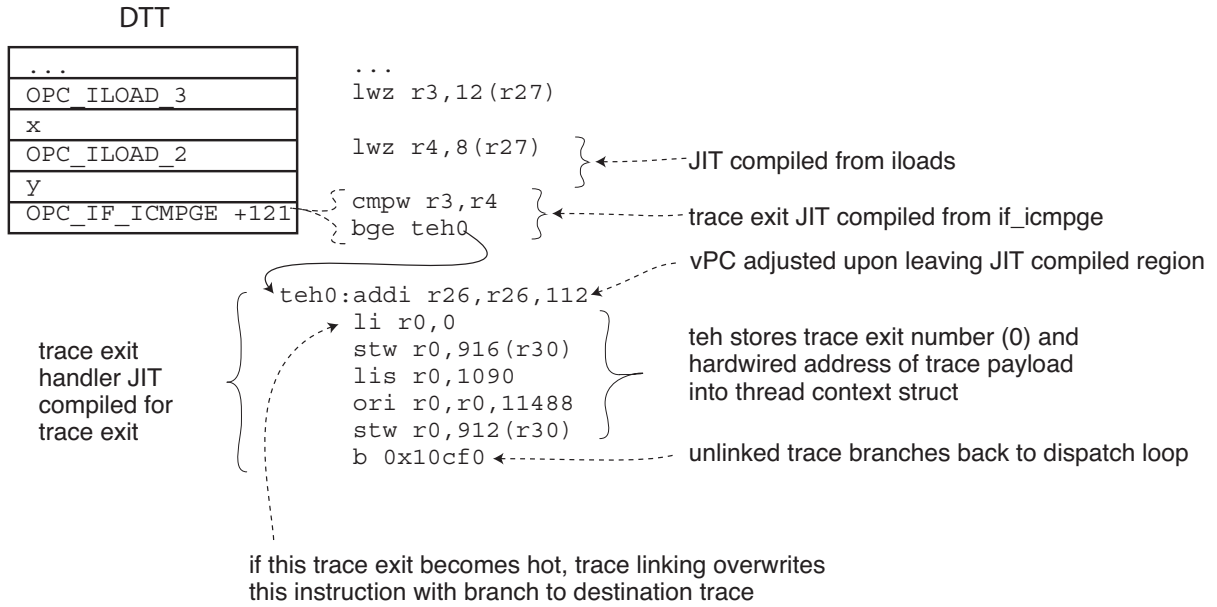 DTT
...
OPC_ILOAD_3
x
OPC_ILOAD_2
y
OPC_IF_ICMPGE +121
...
lwz r3,12(r27)
lwz r4,8(r27)
JIT compiled from iloads
cmpw r3,r4
bge teh0
trace exit JIT compiled from if_icmpge
vPC adjusted upon leaving JIT compiled region
teh0:addi r26,r26,112
li r0,0
stw r0,916(r30)
lis r0,1090
ori r0,r0,11488
stw r0,912(r30)
b 0x10cf0
trace exit
handler JIT
compiled for
trace exit
teh stores trace exit number (0) and
hardwired address of trace payload
into thread context struct
unlinked trace branches back to dispatch loop
if this trace exit becomes hot, trace linking overwrites
this instruction with branch to destination trace